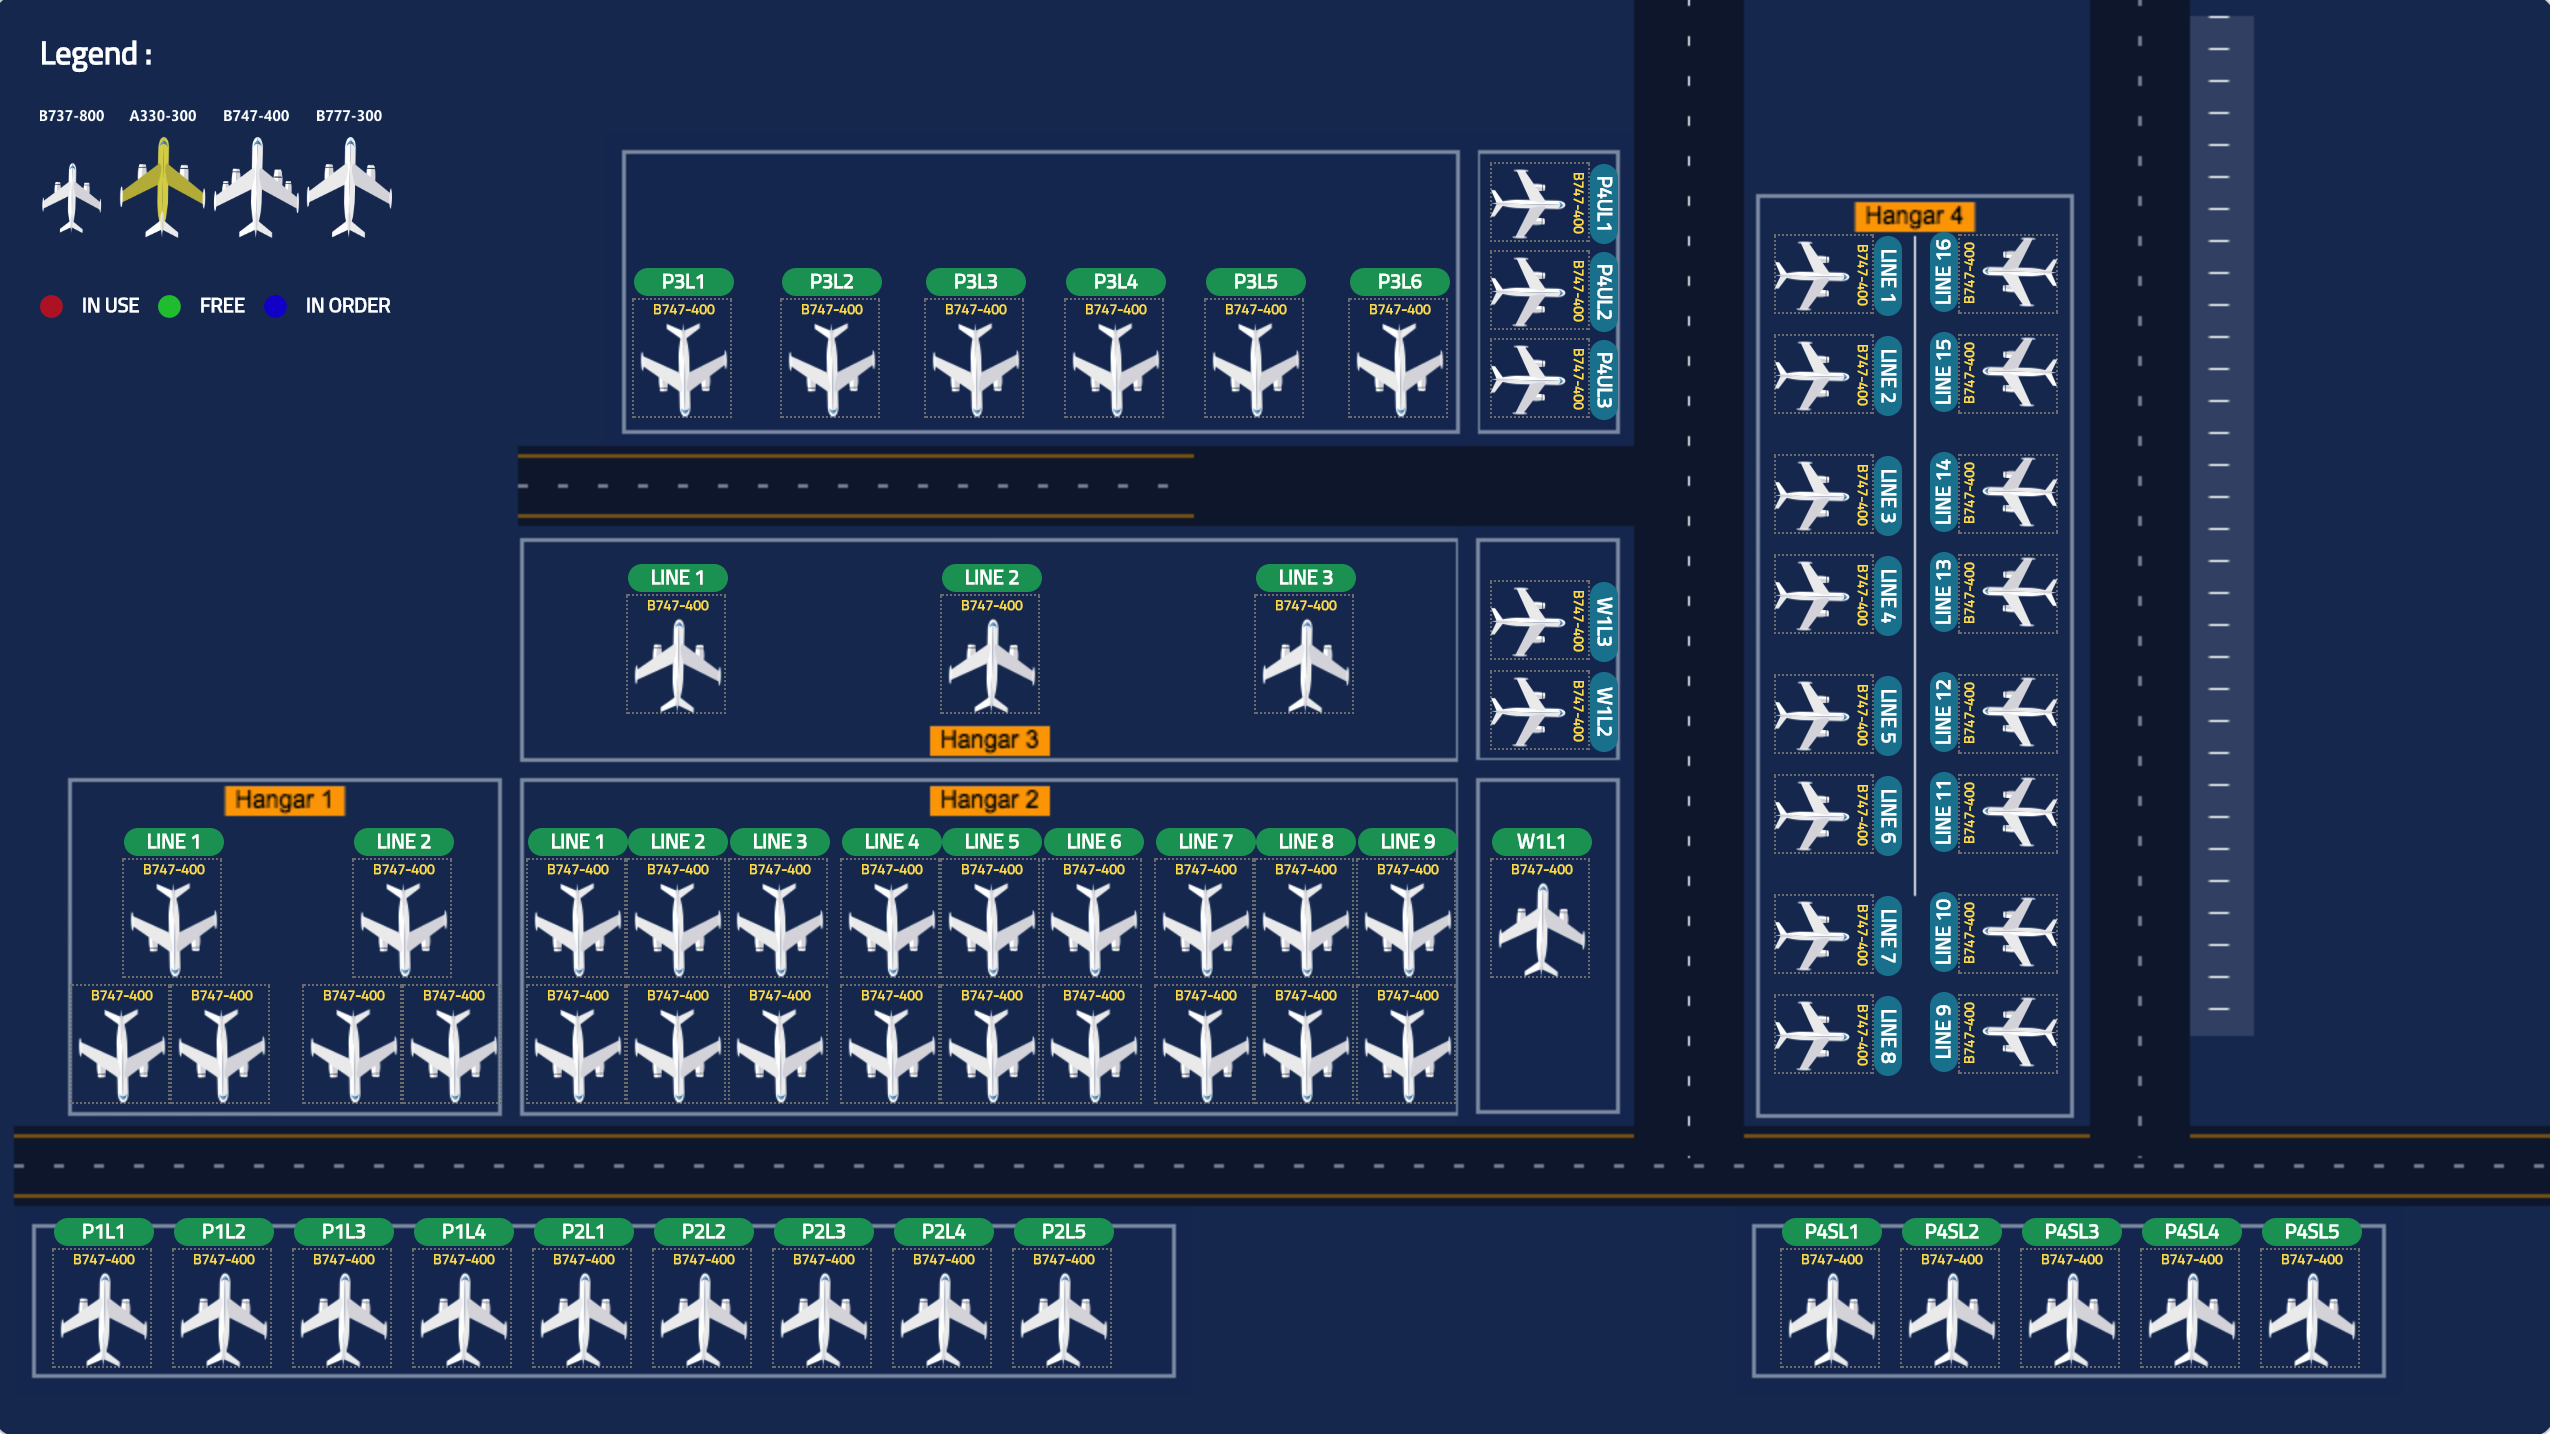 Legend :
B737-800 A330-300 B747-400 B777-300
IN USE FREE IN ORDER
P3L1 P3L2 P3L3 P3L4 P3L5 P3L6
B747-400 B747-400 B747-400 B747-400 B747-400 B747-400
P4UL1
B747-400
P4UL2
B747-400
P4UL3
B747-400
LINE 1 LINE 2 LINE 3
B747-400 B747-400 B747-400
Hangar 3
W1L3
B747-400
W1L2
B747-400
Hangar 1
LINE 1 LINE 2
B747-400 B747-400
B747-400 B747-400 B747-400 B747-400
Hangar 2
LINE 1 LINE 2 LINE 3 LINE 4 LINE 5 LINE 6 LINE 7 LINE 8 LINE 9
B747-400 B747-400 B747-400 B747-400 B747-400 B747-400 B747-400 B747-400 B747-400
B747-400 B747-400 B747-400 B747-400 B747-400 B747-400 B747-400 B747-400 B747-400
W1L1
B747-400
Hangar 4
B747-400 LINE 1 LINE 16 B747-400
B747-400 LINE 2 LINE 15 B747-400
B747-400 LINE 3 LINE 14 B747-400
B747-400 LINE 4 LINE 13 B747-400
B747-400 LINE 5 LINE 12 B747-400
B747-400 LINE 6 LINE 11 B747-400
B747-400 LINE 7 LINE 10 B747-400
B747-400 LINE 8 LINE 9 B747-400
P1L1 P1L2 P1L3 P1L4 P2L1 P2L2 P2L3 P2L4 P2L5
B747-400 B747-400 B747-400 B747-400 B747-400 B747-400 B747-400 B747-400 B747-400
P4SL1 P4SL2 P4SL3 P4SL4 P4SL5
B747-400 B747-400 B747-400 B747-400 B747-400